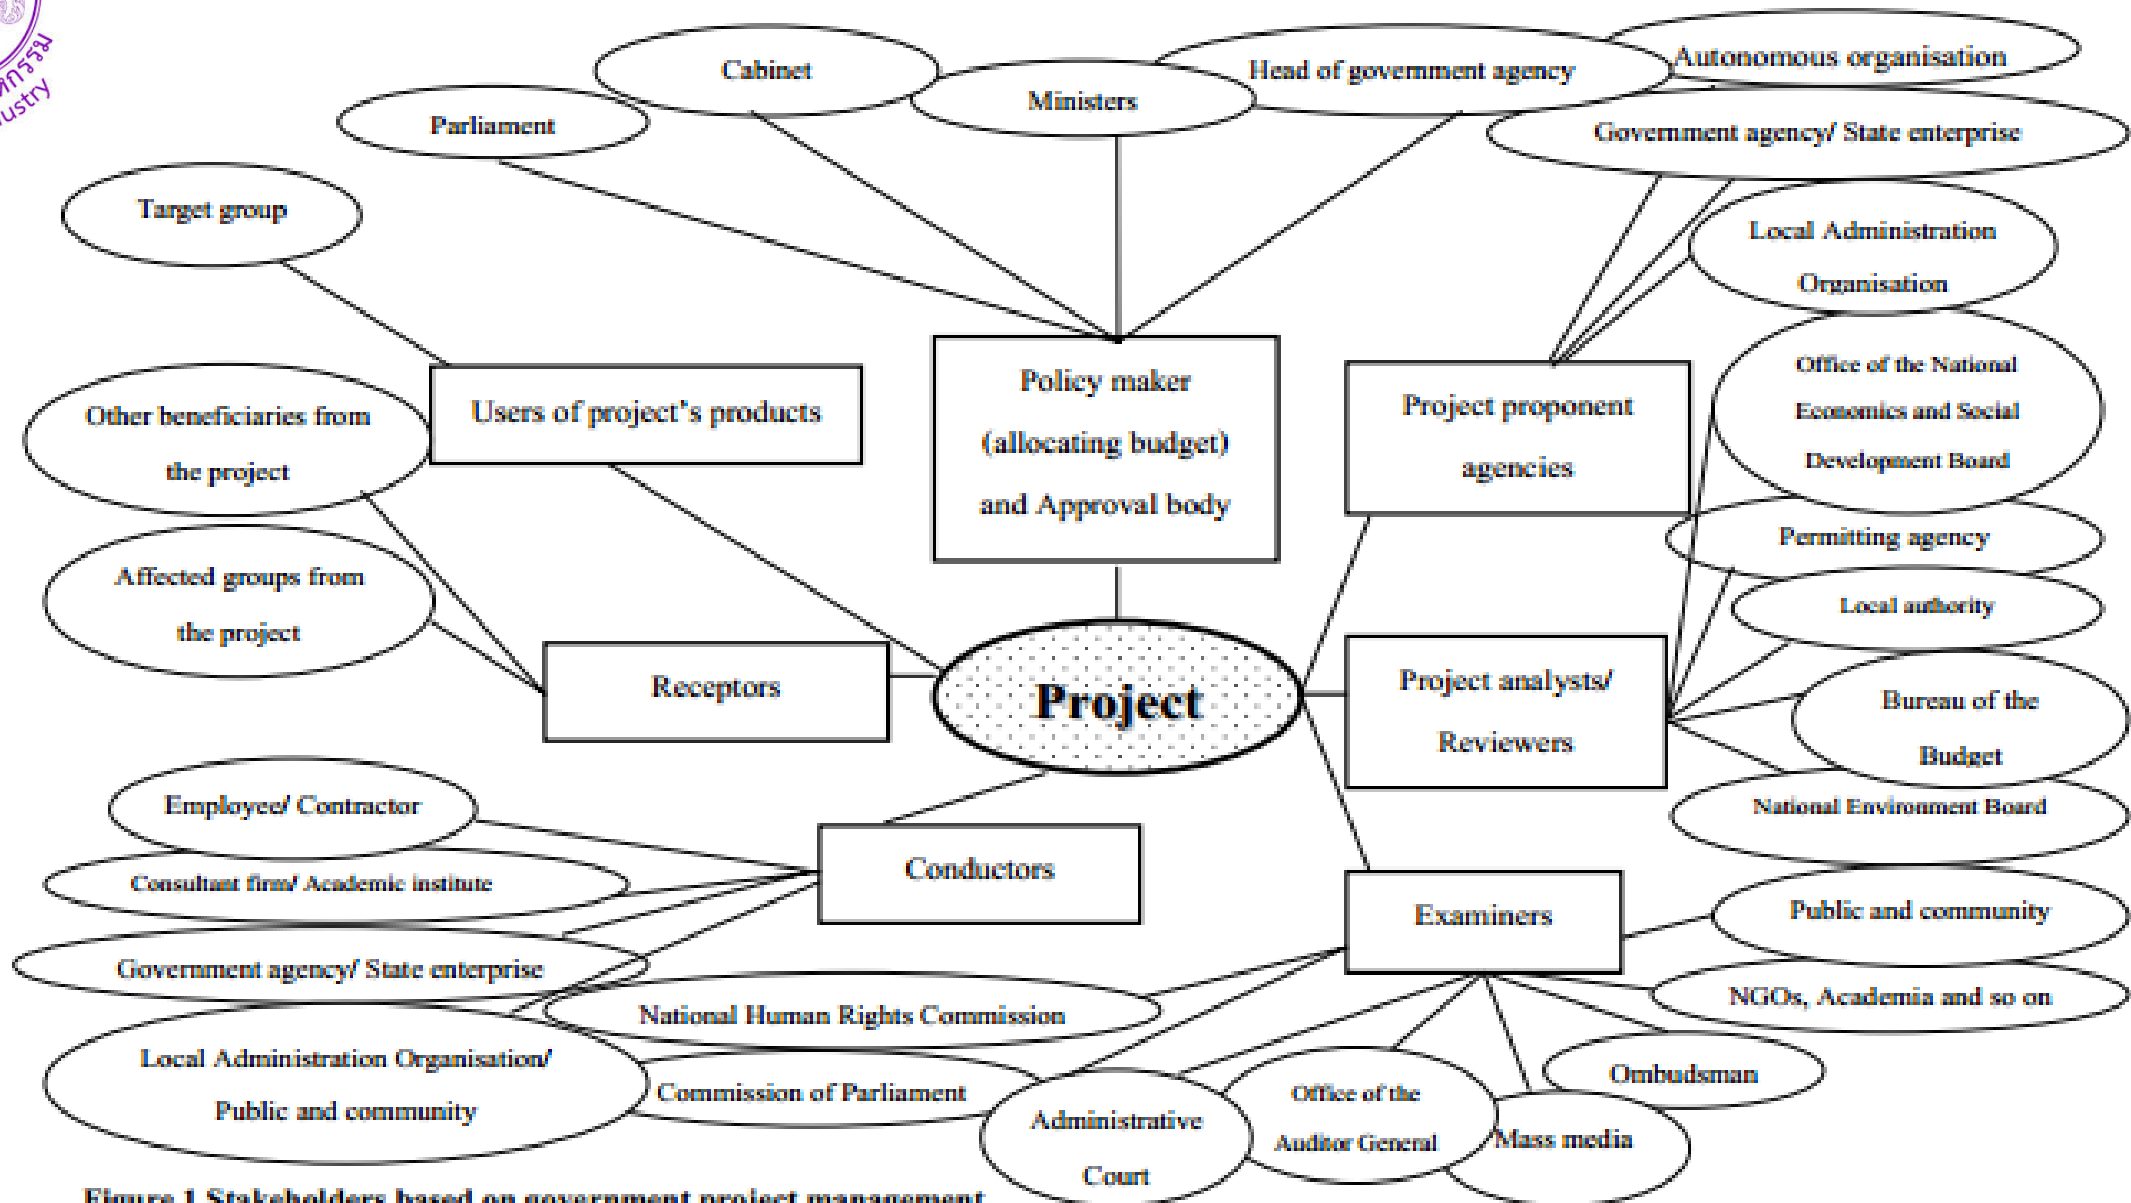 หกรรม
ustry
Cabinet
Head of government agency
Autonomous organisation
Ministers
Parliament
Government agency/ State enterprise
Target group
Local Administration
Organisation
Users of project's products
Policy maker
(allocating budget)
and Approval body
Project proponent
agencies
Office of the National
Economics and Social
Development Board
Other beneficiaries from
the project
Permitting agency
Affected groups from
the project
Local authority
Receptors
Project
Project analysts/
Reviewers
Bureau of the
Budget
National Environment Board
Employee/ Contractor
Conductors
Consultant firm/ Academic institute
Examiners
Public and community
Government agency/ State enterprise
National Human Rights Commission
NGOs, Academia and so on
Local Administration Organisation/
Public and community
Commission of Parliament
Administrative
Court
Office of the
Auditor General
Mass media
Ombudsman
Figure 1 Stakeholders based on government project management